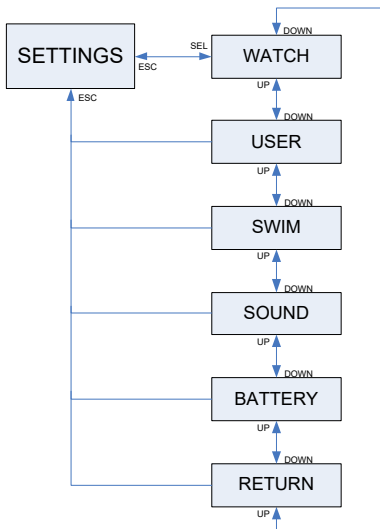 DOWN
SETTINGS
SEL
ESC
WATCH
ESC
UP
DOWN
USER
UP
DOWN
SWIM
UP
DOWN
SOUND
UP
DOWN
BATTERY
UP
DOWN
RETURN
UP